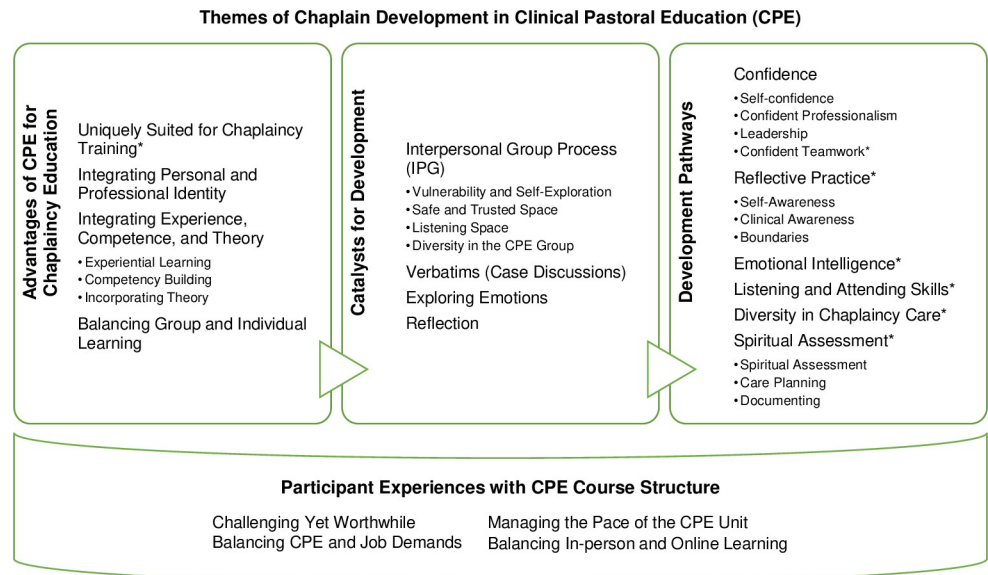 Themes of Chaplain Development in Clinical Pastoral Education (CPE)
Advantages of CPE for
Chaplaincy Education
Uniquely Suited for Chaplaincy
Training*
Integrating Personal and
Professional Identity
Integrating Experience,
Competence, and Theory
• Experiential Learning
• Competency Building
• Incorporating Theory
Balancing Group and Individual
Learning
Catalysts for Development
Interpersonal Group Process
(IPG)
• Vulnerability and Self-Exploration
• Safe and Trusted Space
• Listening Space
• Diversity in the CPE Group
Verbatims (Case Discussions)
Exploring Emotions
Reflection
Development Pathways
Confidence
• Self-confidence
• Confident Professionalism
• Leadership
• Confident Teamwork*
Reflective Practice*
• Self-Awareness
• Clinical Awareness
• Boundaries
Emotional Intelligence*
Listening and Attending Skills*
Diversity in Chaplaincy Care*
Spiritual Assessment*
• Spiritual Assessment
• Care Planning
• Documenting
Participant Experiences with CPE Course Structure
Challenging Yet Worthwhile
Balancing CPE and Job Demands
Managing the Pace of the CPE Unit
Balancing In-person and Online Learning